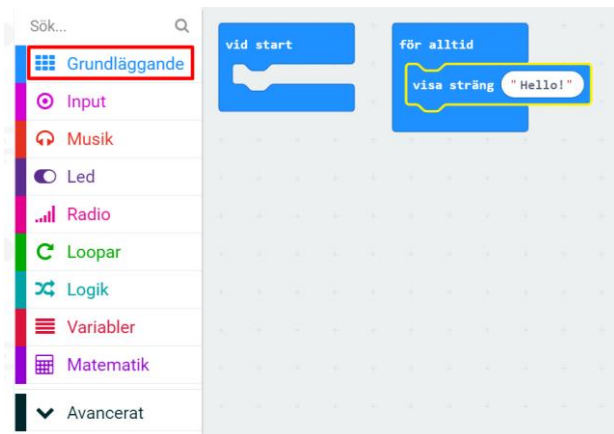 Sök...
Grundläggande
Input
Musik
Led
Radio
Loopar
Logik
Variabler
Matematik
Avancerat
vid start
för alltid
visa sträng "Hello!"